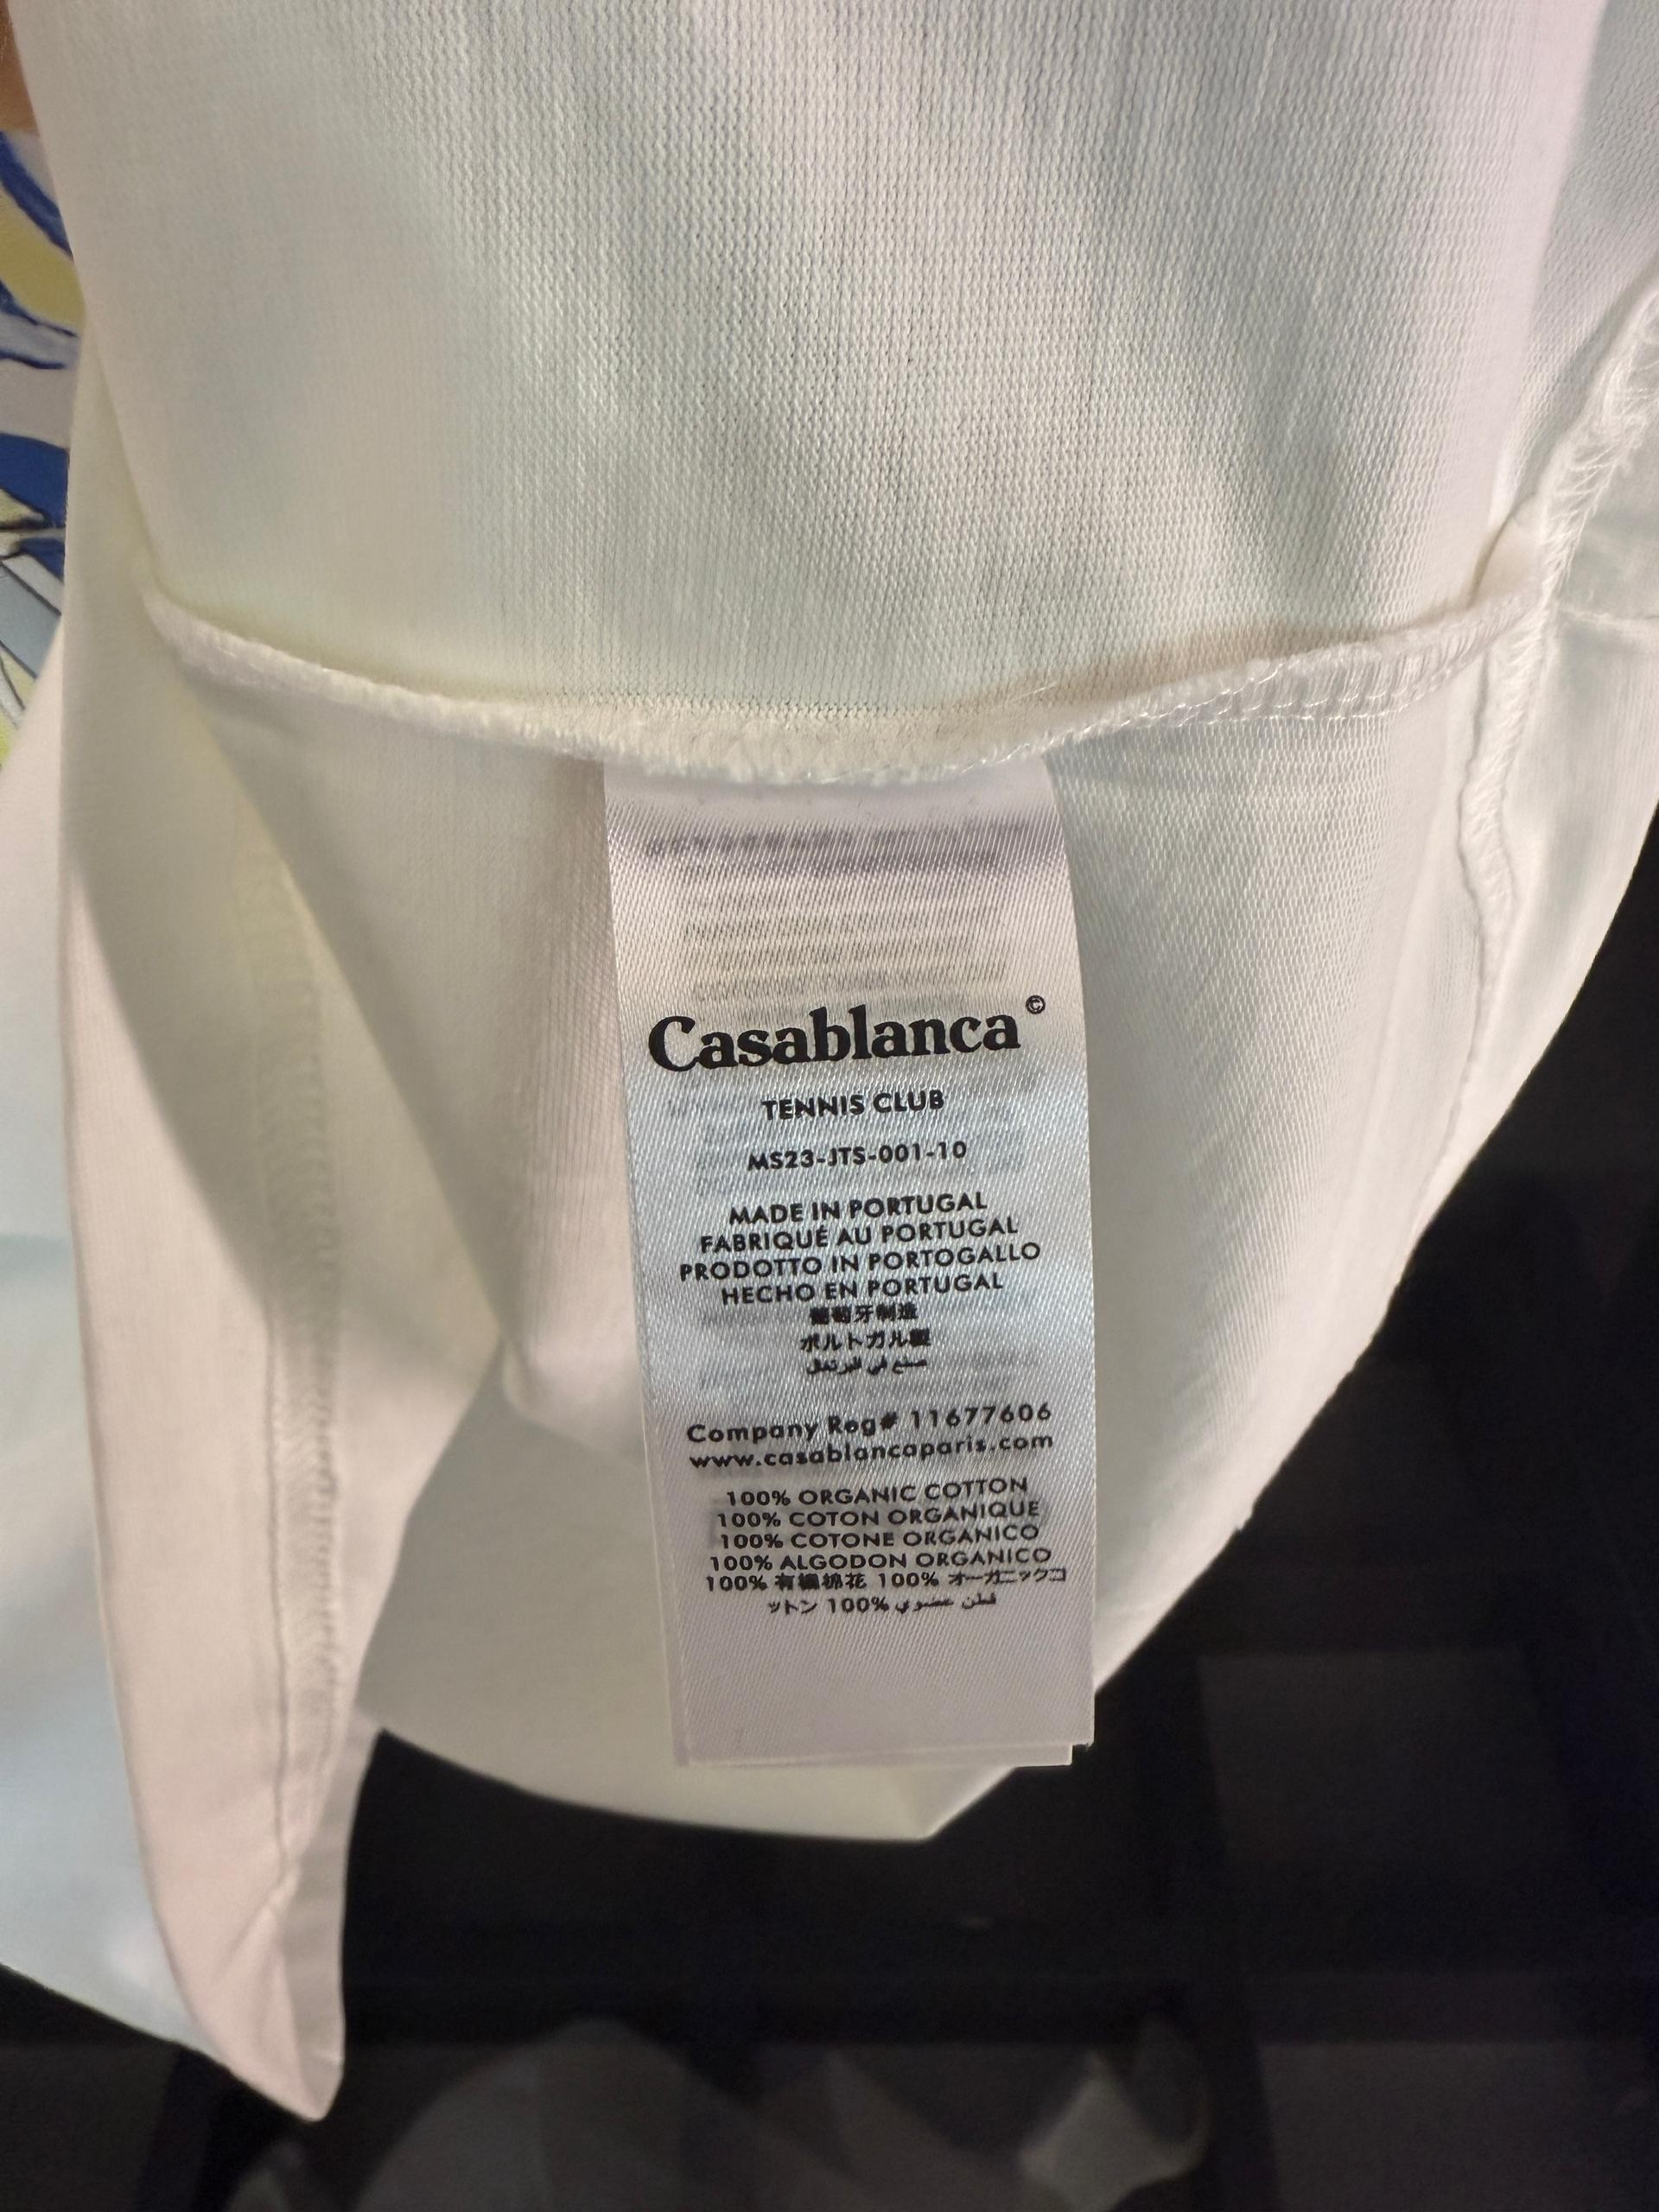 Casablanca©
TENNIS CLUB
MS23-JTS-001-10
MADE IN PORTUGAL
FABRIQUÉ AU PORTUGAL
PRODOTTO IN PORTOGALLO
HECHO EN PORTUGAL
葡萄牙制造
ポルトガル製
صنع في البرتغال
Company Reg# 11677606
www.casablancaparis.com
100% ORGANIC COTTON
100% COTON ORGANIQUE
100% COTONE ORGANICO
100% ALGODON ORGANICO
100% 有機棉花 100% オーガニックコ
ットン 100% قطن عضوي